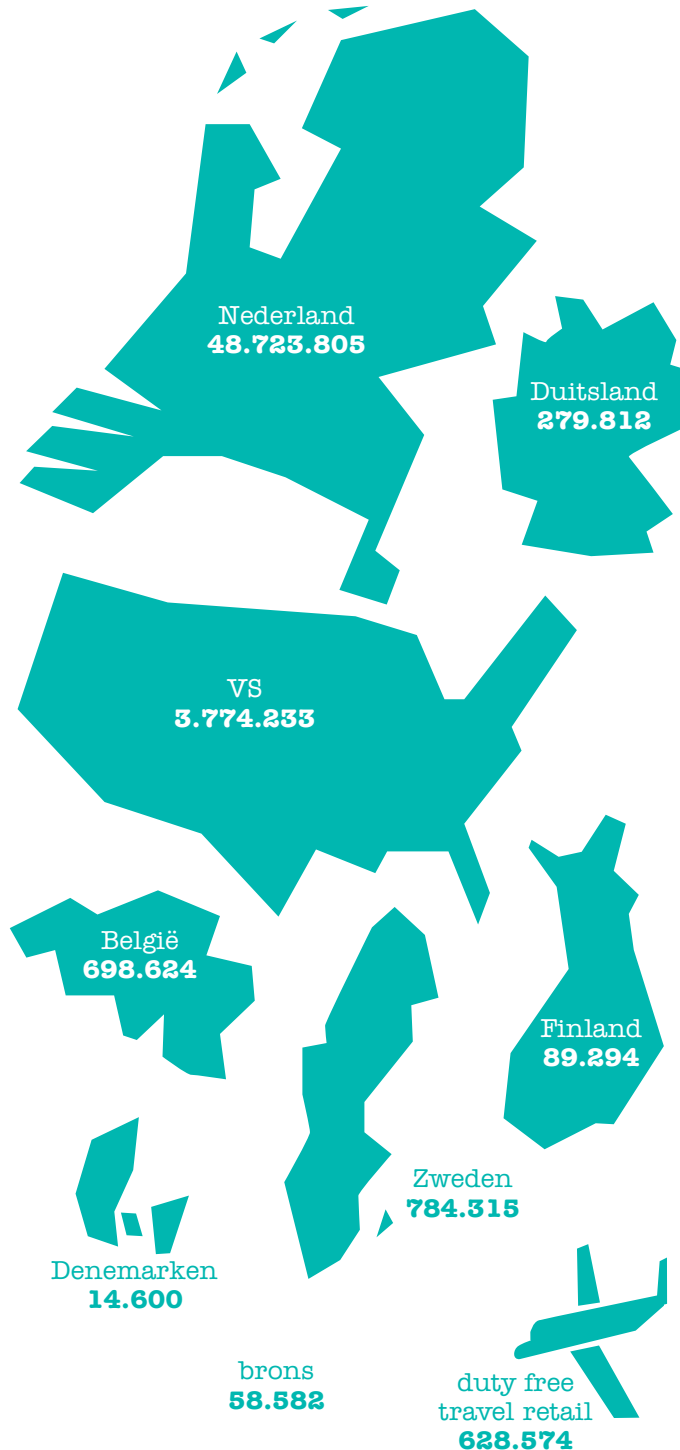 Nederland
48.723.805
Duitsland
279.812
VS
3.774.233
België
698.624
Finland
89.294
Zweden
784.315
Denemarken
14.600
brons
58.582
duty free
travel retail
628.574